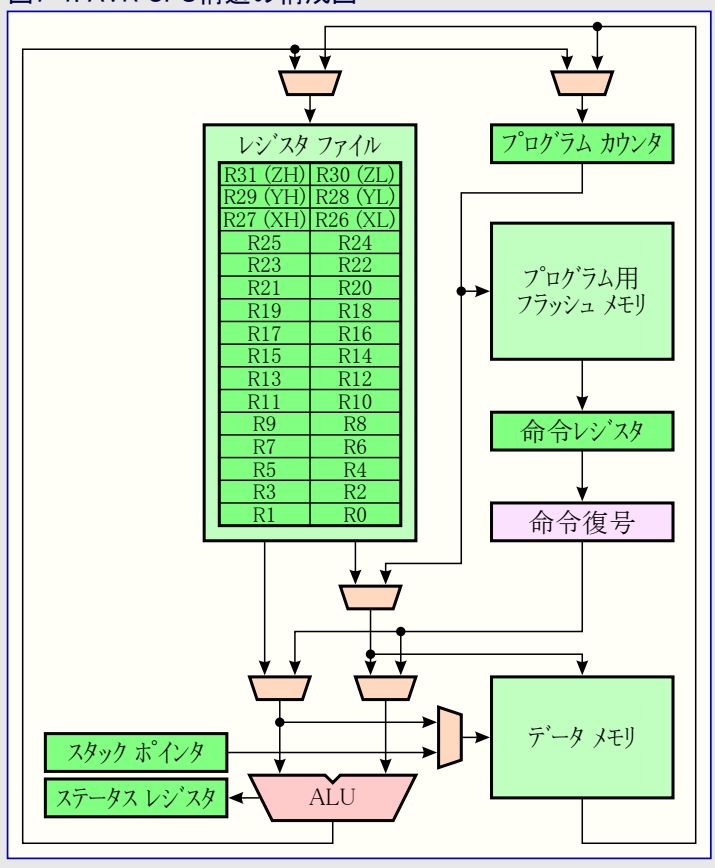 レジスタ ファイル
R31 (ZH) R30 (ZL)
R29 (YH) R28 (YL)
R27 (XH) R26 (XL)
R25 R24
R23 R22
R21 R20
R19 R18
R17 R16
R15 R14
R13 R12
R11 R10
R9 R8
R7 R6
R5 R4
R3 R2
R1 R0
プログラム カウンタ
プログラム用
フラッシュ メモリ
命令レジスタ
命令復号
データ メモリ
スタック ポインタ
ステータス レジスタ
ALU